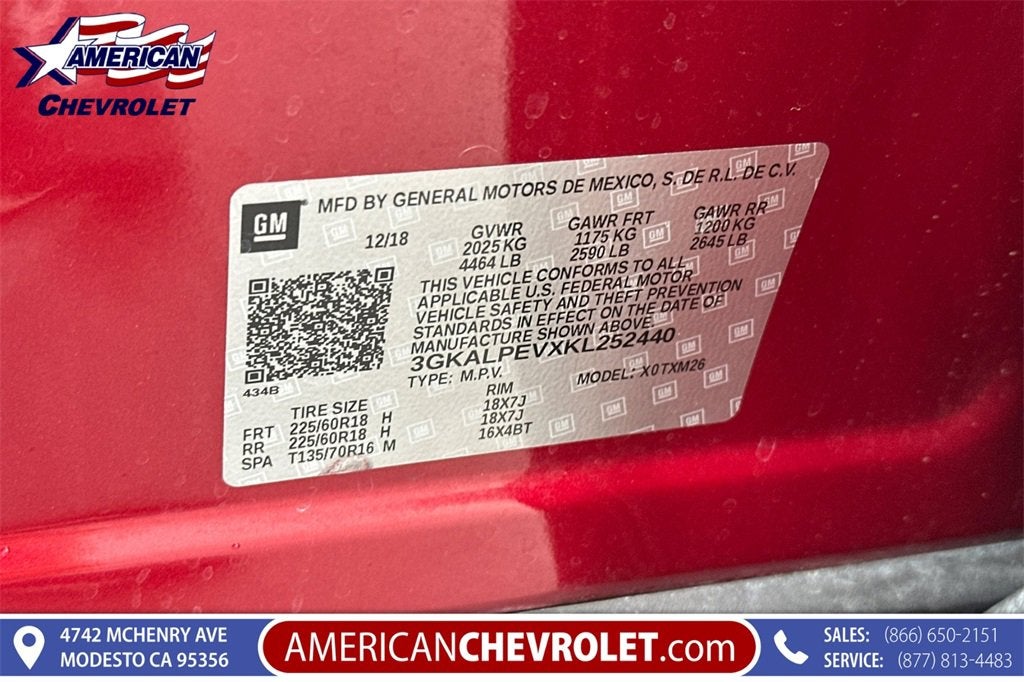 AMERICAN
CHEVROLET
GM
MFD BY GENERAL MOTORS DE MEXICO, S. DE R.L. DE C.V.
12/18
GVWR GAWR FRT GAWR RR
2025 KG 1175 KG 1200 KG
4464 LB 2590 LB 2645 LB
THIS VEHICLE CONFORMS TO ALL
APPLICABLE U.S. FEDERAL MOTOR
VEHICLE SAFETY AND THEFT PREVENTION
STANDARDS IN EFFECT ON THE DATE OF
MANUFACTURE SHOWN ABOVE.
3GKALPEVXKL252440
TYPE: M.P.V. MODEL: X0TXM26
434B
TIRE SIZE RIM
FRT 225/60R18 H 18X7J
RR 225/60R18 H 18X7J
SPA T135/70R16 M 16X4BT
4742 MCHENRY AVE
MODESTO CA 95356
AMERICANCHEVROLET.com
SALES: (866) 650-2151
SERVICE: (877) 813-4483